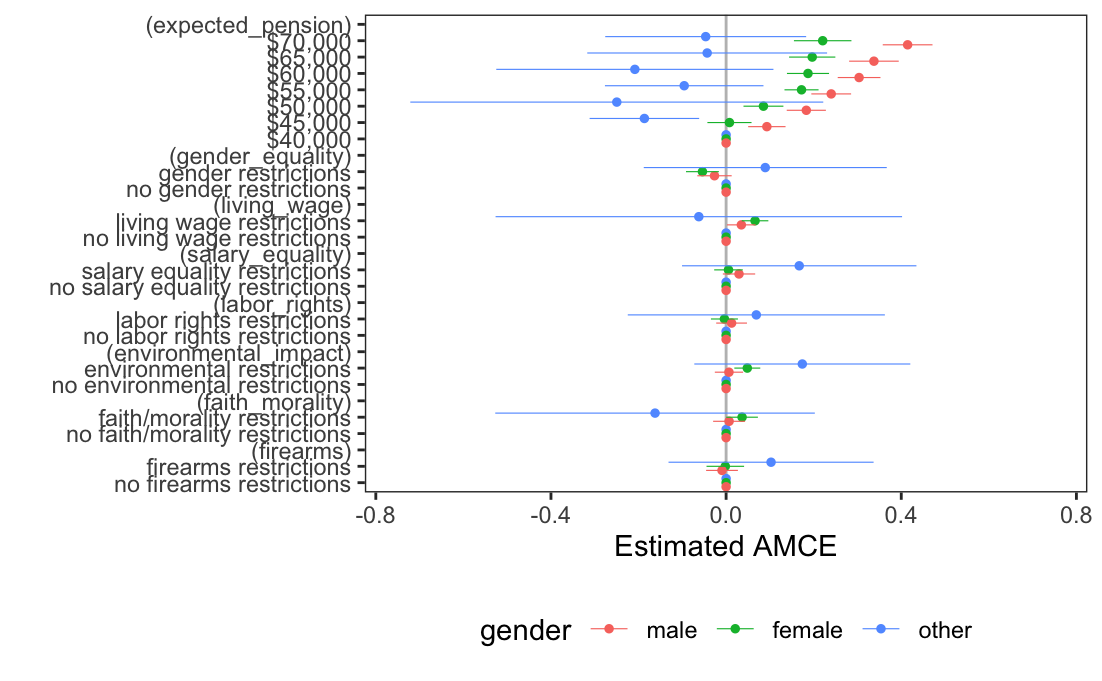 (expected_pension)
$70,000
$65,000
$60,000
$55,000
$50,000
$45,000
$40,000
(gender_equality)
gender restrictions
no gender restrictions
(living_wage)
living wage restrictions
no living wage restrictions
(salary_equality)
salary equality restrictions
no salary equality restrictions
(labor_rights)
labor rights restrictions
no labor rights restrictions
(environmental_impact)
environmental restrictions
no environmental restrictions
(faith_morality)
faith/morality restrictions
no faith/morality restrictions
(firearms)
firearms restrictions
no firearms restrictions
-0.8 -0.4 0.0 0.4 0.8
Estimated AMCE
gender male female other